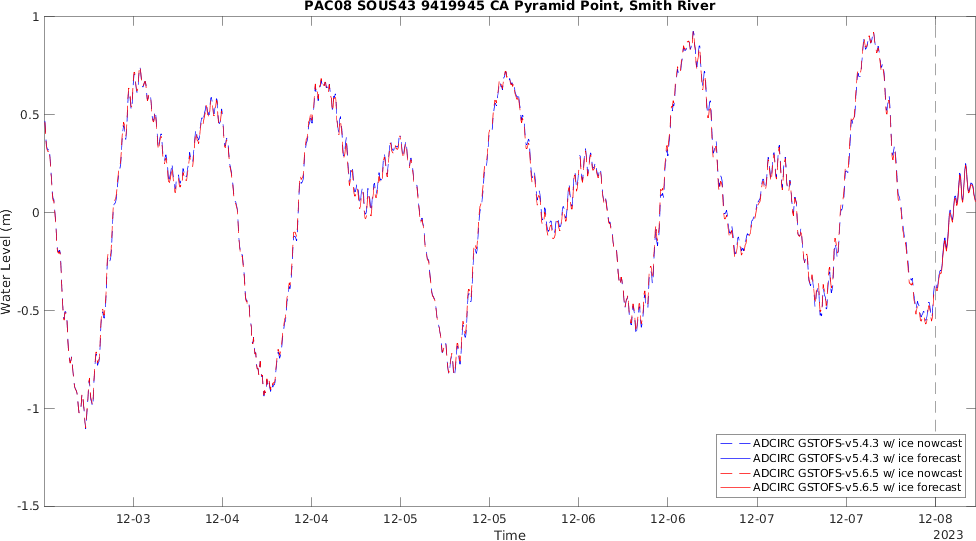 PAC08 SOUS43 9419945 CA Pyramid Point, Smith River
1
0.5
0
-0.5
-1
-1.5
Water Level (m)
12-03
12-04
12-04
12-05
12-05
12-06
12-06
12-07
12-07
12-08
2023
Time
ADCIRC GSTOFS-v5.4.3 w/ ice nowcast
ADCIRC GSTOFS-v5.4.3 w/ ice forecast
ADCIRC GSTOFS-v5.6.5 w/ ice nowcast
ADCIRC GSTOFS-v5.6.5 w/ ice forecast